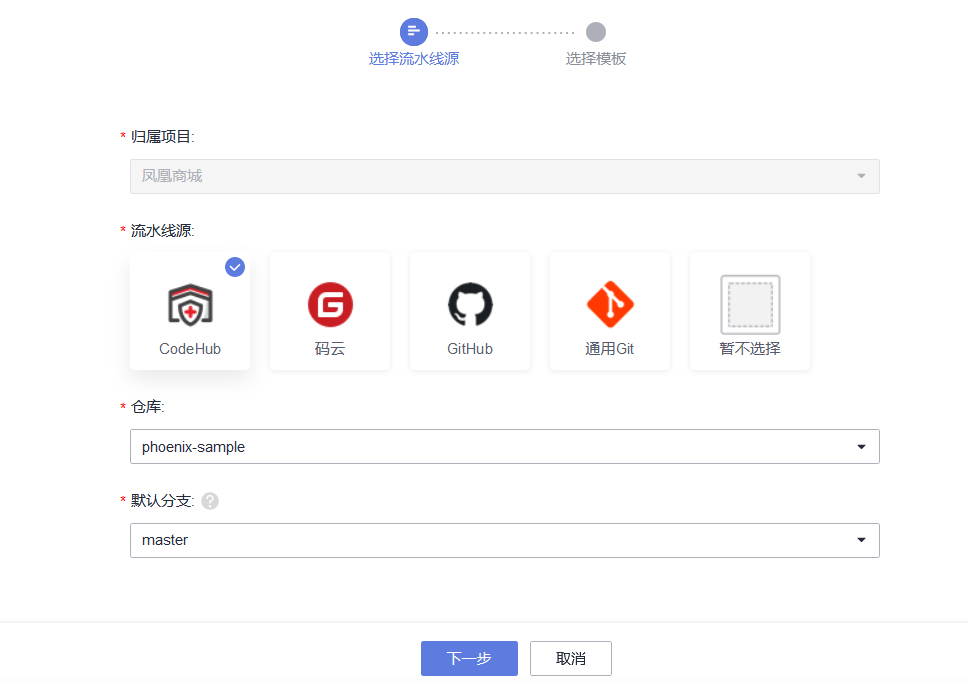 选择流水线源
选择模板
* 归属项目:
凤凰商城
* 流水线源:
CodeHub
码云
GitHub
通用Git
暂不选择
* 仓库:
phoenix-sample
* 默认分支: ?
master
下一步
取消